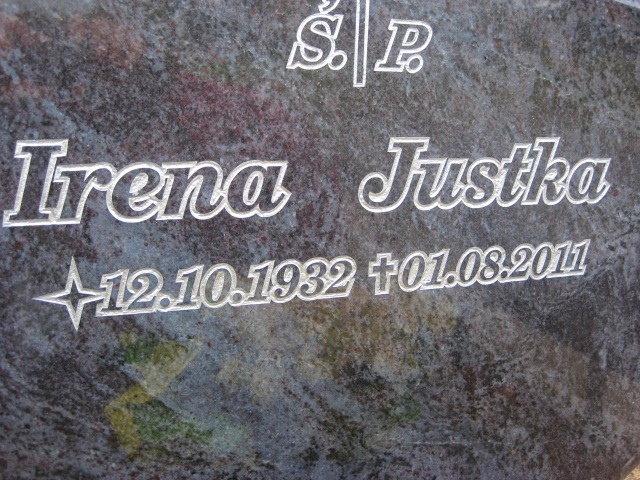 Ś. P.
Irena Justka
12.10.1932 †01.08.2011